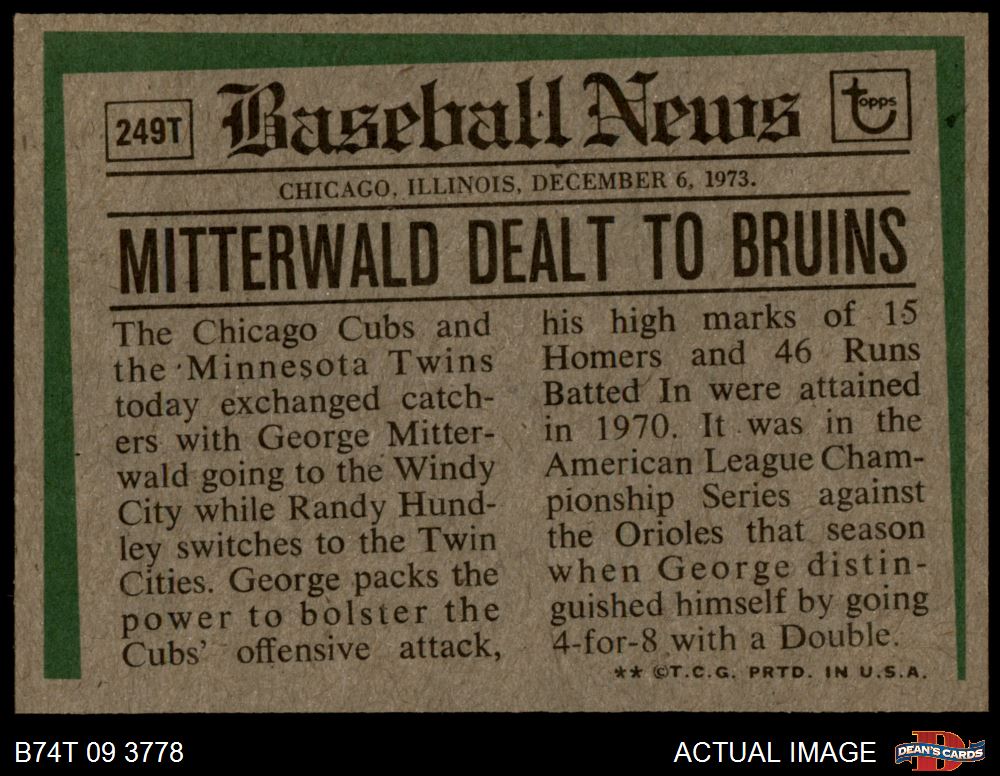 249T
Baseball News
Topps
CHICAGO, ILLINOIS, DECEMBER 6, 1973.
MITTERWALD DEALT TO BRUINS
The Chicago Cubs and
the Minnesota Twins
today exchanged catch-
ers with George Mitter-
wald going to the Windy
City while Randy Hund-
ley switches to the Twin
Cities. George packs the
power to bolster the
Cubs' offensive attack,
his high marks of 15
Homers and 46 Runs
Batted In were attained
in 1970. It was in the
American League Cham-
pionship Series against
the Orioles that season
when George distin-
guished himself by going
4-for-8 with a Double.
** ©T.C.G. PRTD. IN U.S.A.
B74T 09 3778
ACTUAL IMAGE
DEAN'S CARDS